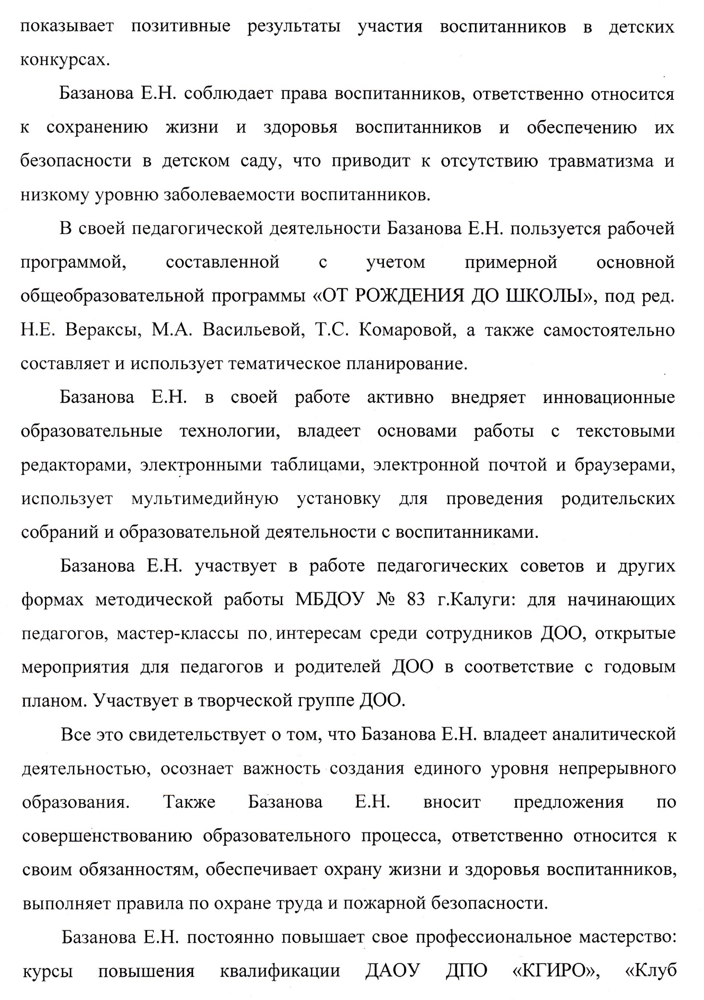 показывает позитивные результаты участия воспитанников в детских
конкурсах.
Базанова Е.Н. соблюдает права воспитанников, ответственно относится
к сохранению жизни и здоровья воспитанников и обеспечению их
безопасности в детском саду, что приводит к отсутствию травматизма и
низкому уровню заболеваемости воспитанников.
В своей педагогической деятельности Базанова Е.Н. пользуется рабочей
программой, составленной с учетом примерной основной
общеобразовательной программы «ОТ РОЖДЕНИЯ ДО ШКОЛЫ», под ред.
Н.Е. Вераксы, М.А. Васильевой, Т.С. Комаровой, а также самостоятельно
составляет и использует тематическое планирование.
Базанова Е.Н. в своей работе активно внедряет инновационные
образовательные технологии, владеет основами работы с текстовыми
редакторами, электронными таблицами, электронной почтой и браузерами,
использует мультимедийную установку для проведения родительских
собраний и образовательной деятельности с воспитанниками.
Базанова Е.Н. участвует в работе педагогических советов и других
формах методической работы МБДОУ № 83 г.Калуги: для начинающих
педагогов, мастер-классы по интересам среди сотрудников ДОО, открытые
мероприятия для педагогов и родителей ДОО в соответствие с годовым
планом. Участвует в творческой группе ДОО.
Все это свидетельствует о том, что Базанова Е.Н. владеет аналитической
деятельностью, осознает важность создания единого уровня непрерывного
образования. Также Базанова Е.Н. вносит предложения по
совершенствованию образовательного процесса, ответственно относится к
своим обязанностям, обеспечивает охрану жизни и здоровья воспитанников,
выполняет правила по охране труда и пожарной безопасности.
Базанова Е.Н. постоянно повышает свое профессиональное мастерство:
курсы повышения квалификации ДАОУ ДПО «КГИРО», «Клуб